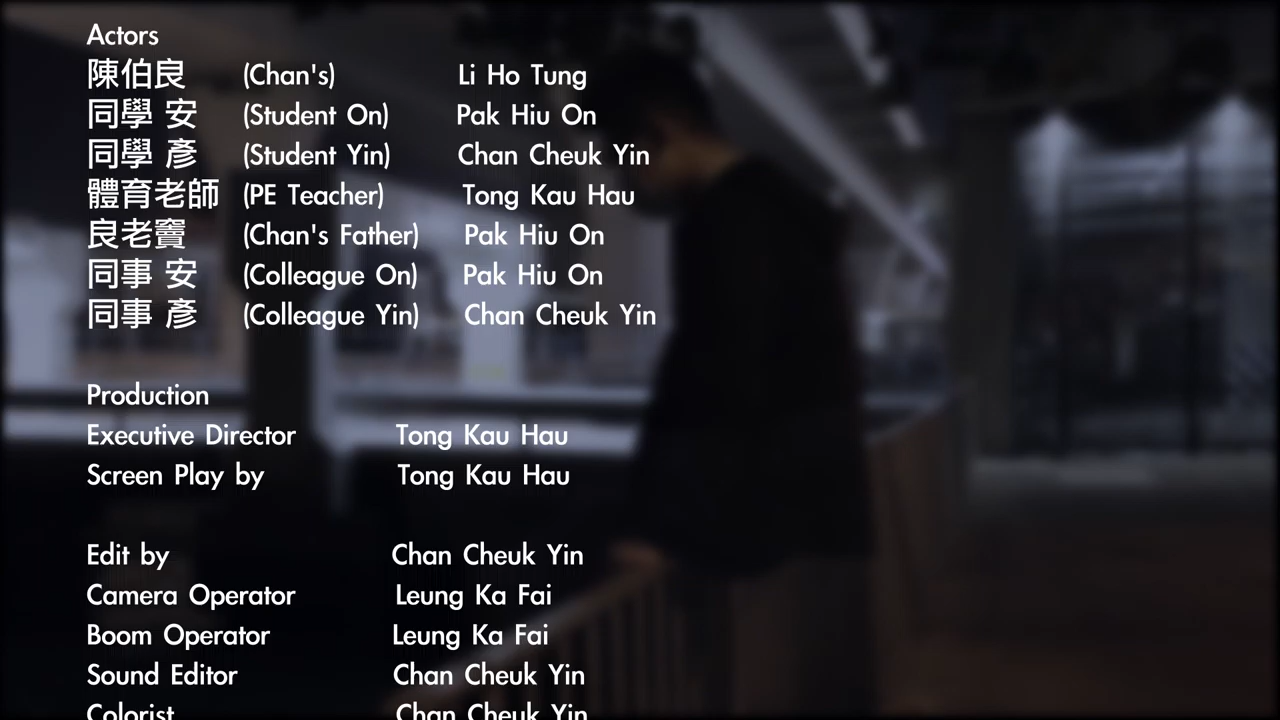 Actors
陳伯良 (Chan's) Li Ho Tung
同學 安 (Student On) Pak Hiu On
同學 彥 (Student Yin) Chan Cheuk Yin
體育老師 (PE Teacher) Tong Kau Hau
良老竇 (Chan's Father) Pak Hiu On
同事 安 (Colleague On) Pak Hiu On
同事 彥 (Colleague Yin) Chan Cheuk Yin
Production
Executive Director Tong Kau Hau
Screen Play by Tong Kau Hau
Edit by Chan Cheuk Yin
Camera Operator Leung Ka Fai
Boom Operator Leung Ka Fai
Sound Editor Chan Cheuk Yin
Colorist Chan Cheuk Yin